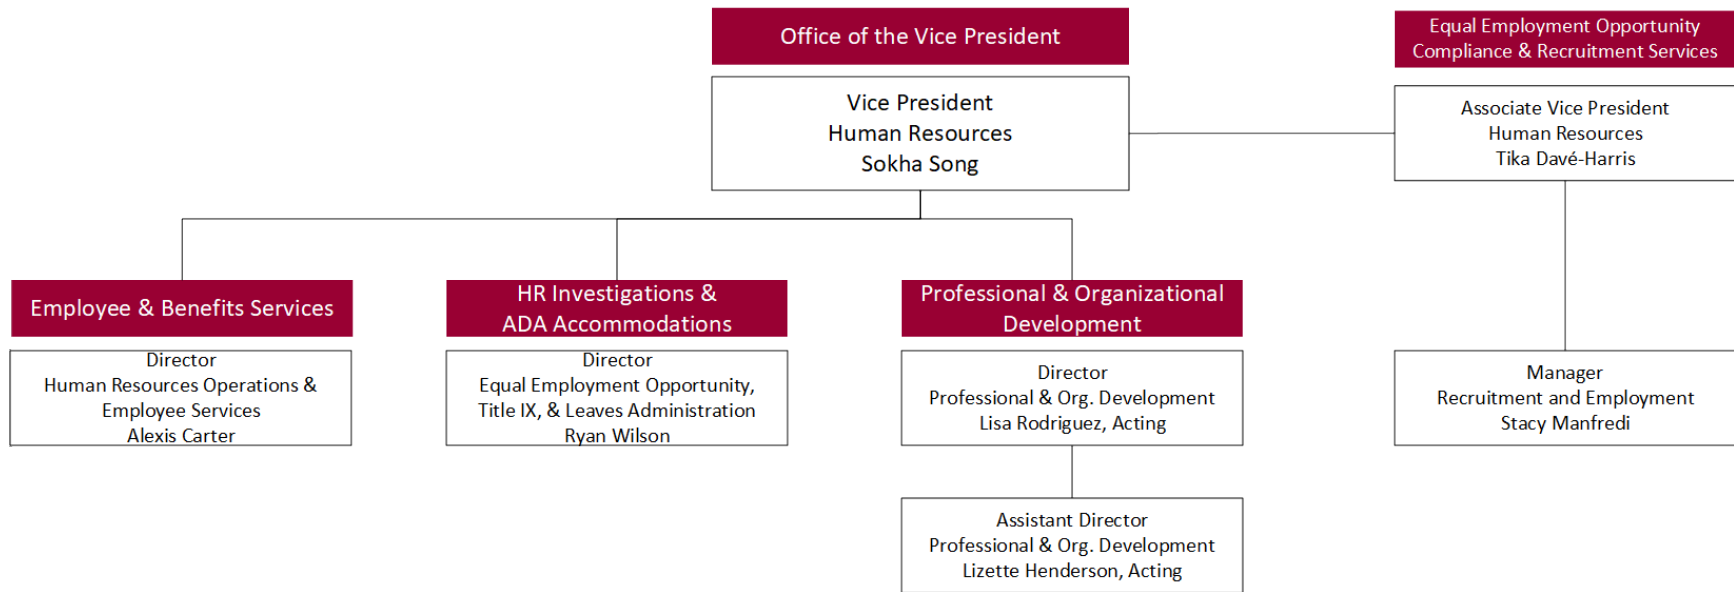 Office of the Vice President
Vice President
Human Resources
Sokha Song
Equal Employment Opportunity
Compliance & Recruitment Services
Associate Vice President
Human Resources
Tika Davé-Harris
Employee & Benefits Services
Director
Human Resources Operations &
Employee Services
Alexis Carter
HR Investigations &
ADA Accommodations
Director
Equal Employment Opportunity,
Title IX, & Leaves Administration
Ryan Wilson
Professional & Organizational
Development
Director
Professional & Org. Development
Lisa Rodriguez, Acting
Assistant Director
Professional & Org. Development
Lizette Henderson, Acting
Manager
Recruitment and Employment
Stacy Manfredi